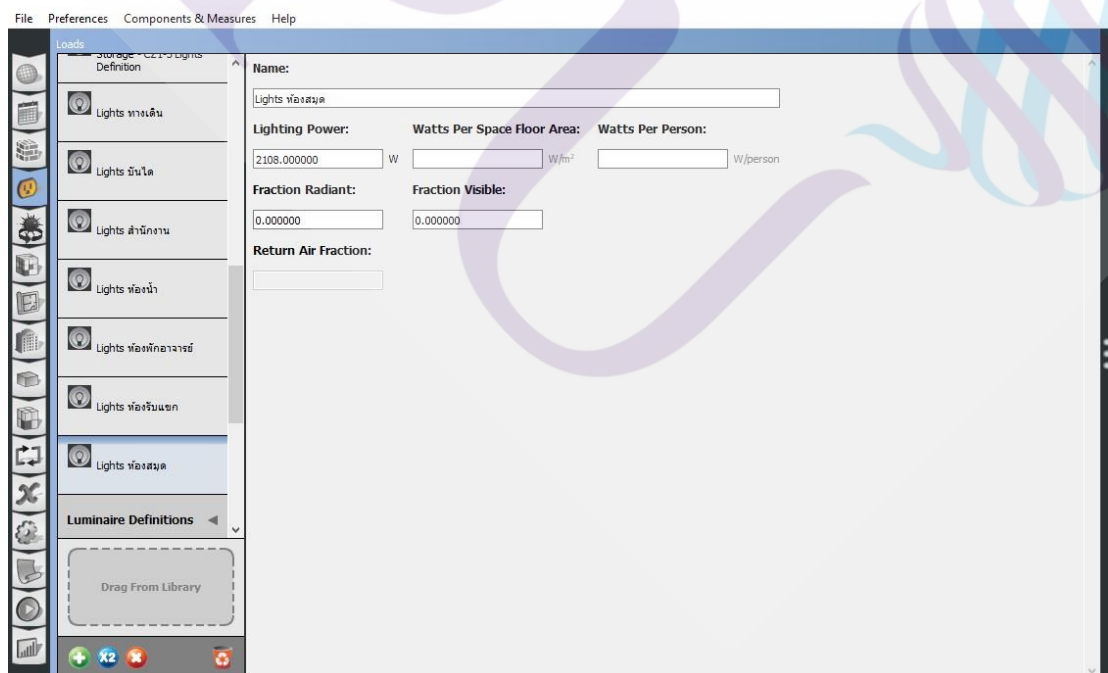 File Preferences Components & Measures Help
Loads
Storage - CZ1-3 Lights
Definition
Lights ทางเดิน
Lights บันได
Lights สำนักงาน
Lights ห้องน้ำ
Lights ห้องพักอาจารย์
Lights ห้องรับแขก
Lights ห้องสมุด
Luminaire Definitions
Drag From Library
X2
Name:
Lights ห้องสมุด
Lighting Power: Watts Per Space Floor Area: Watts Per Person:
2108.000000 W W/m² W/person
Fraction Radiant: Fraction Visible:
0.000000 0.000000
Return Air Fraction: